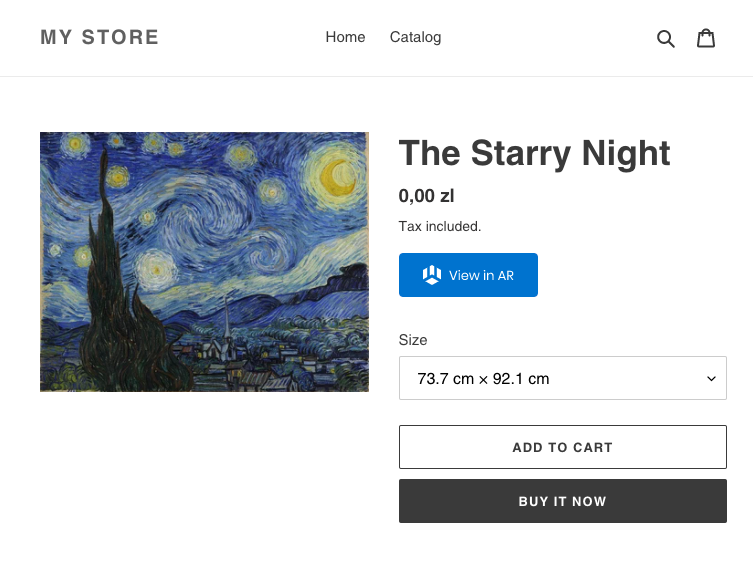 MY STORE
Home Catalog
The Starry Night
0,00 zl
Tax included.
View in AR
Size
73.7 cm × 92.1 cm
ADD TO CART
BUY IT NOW